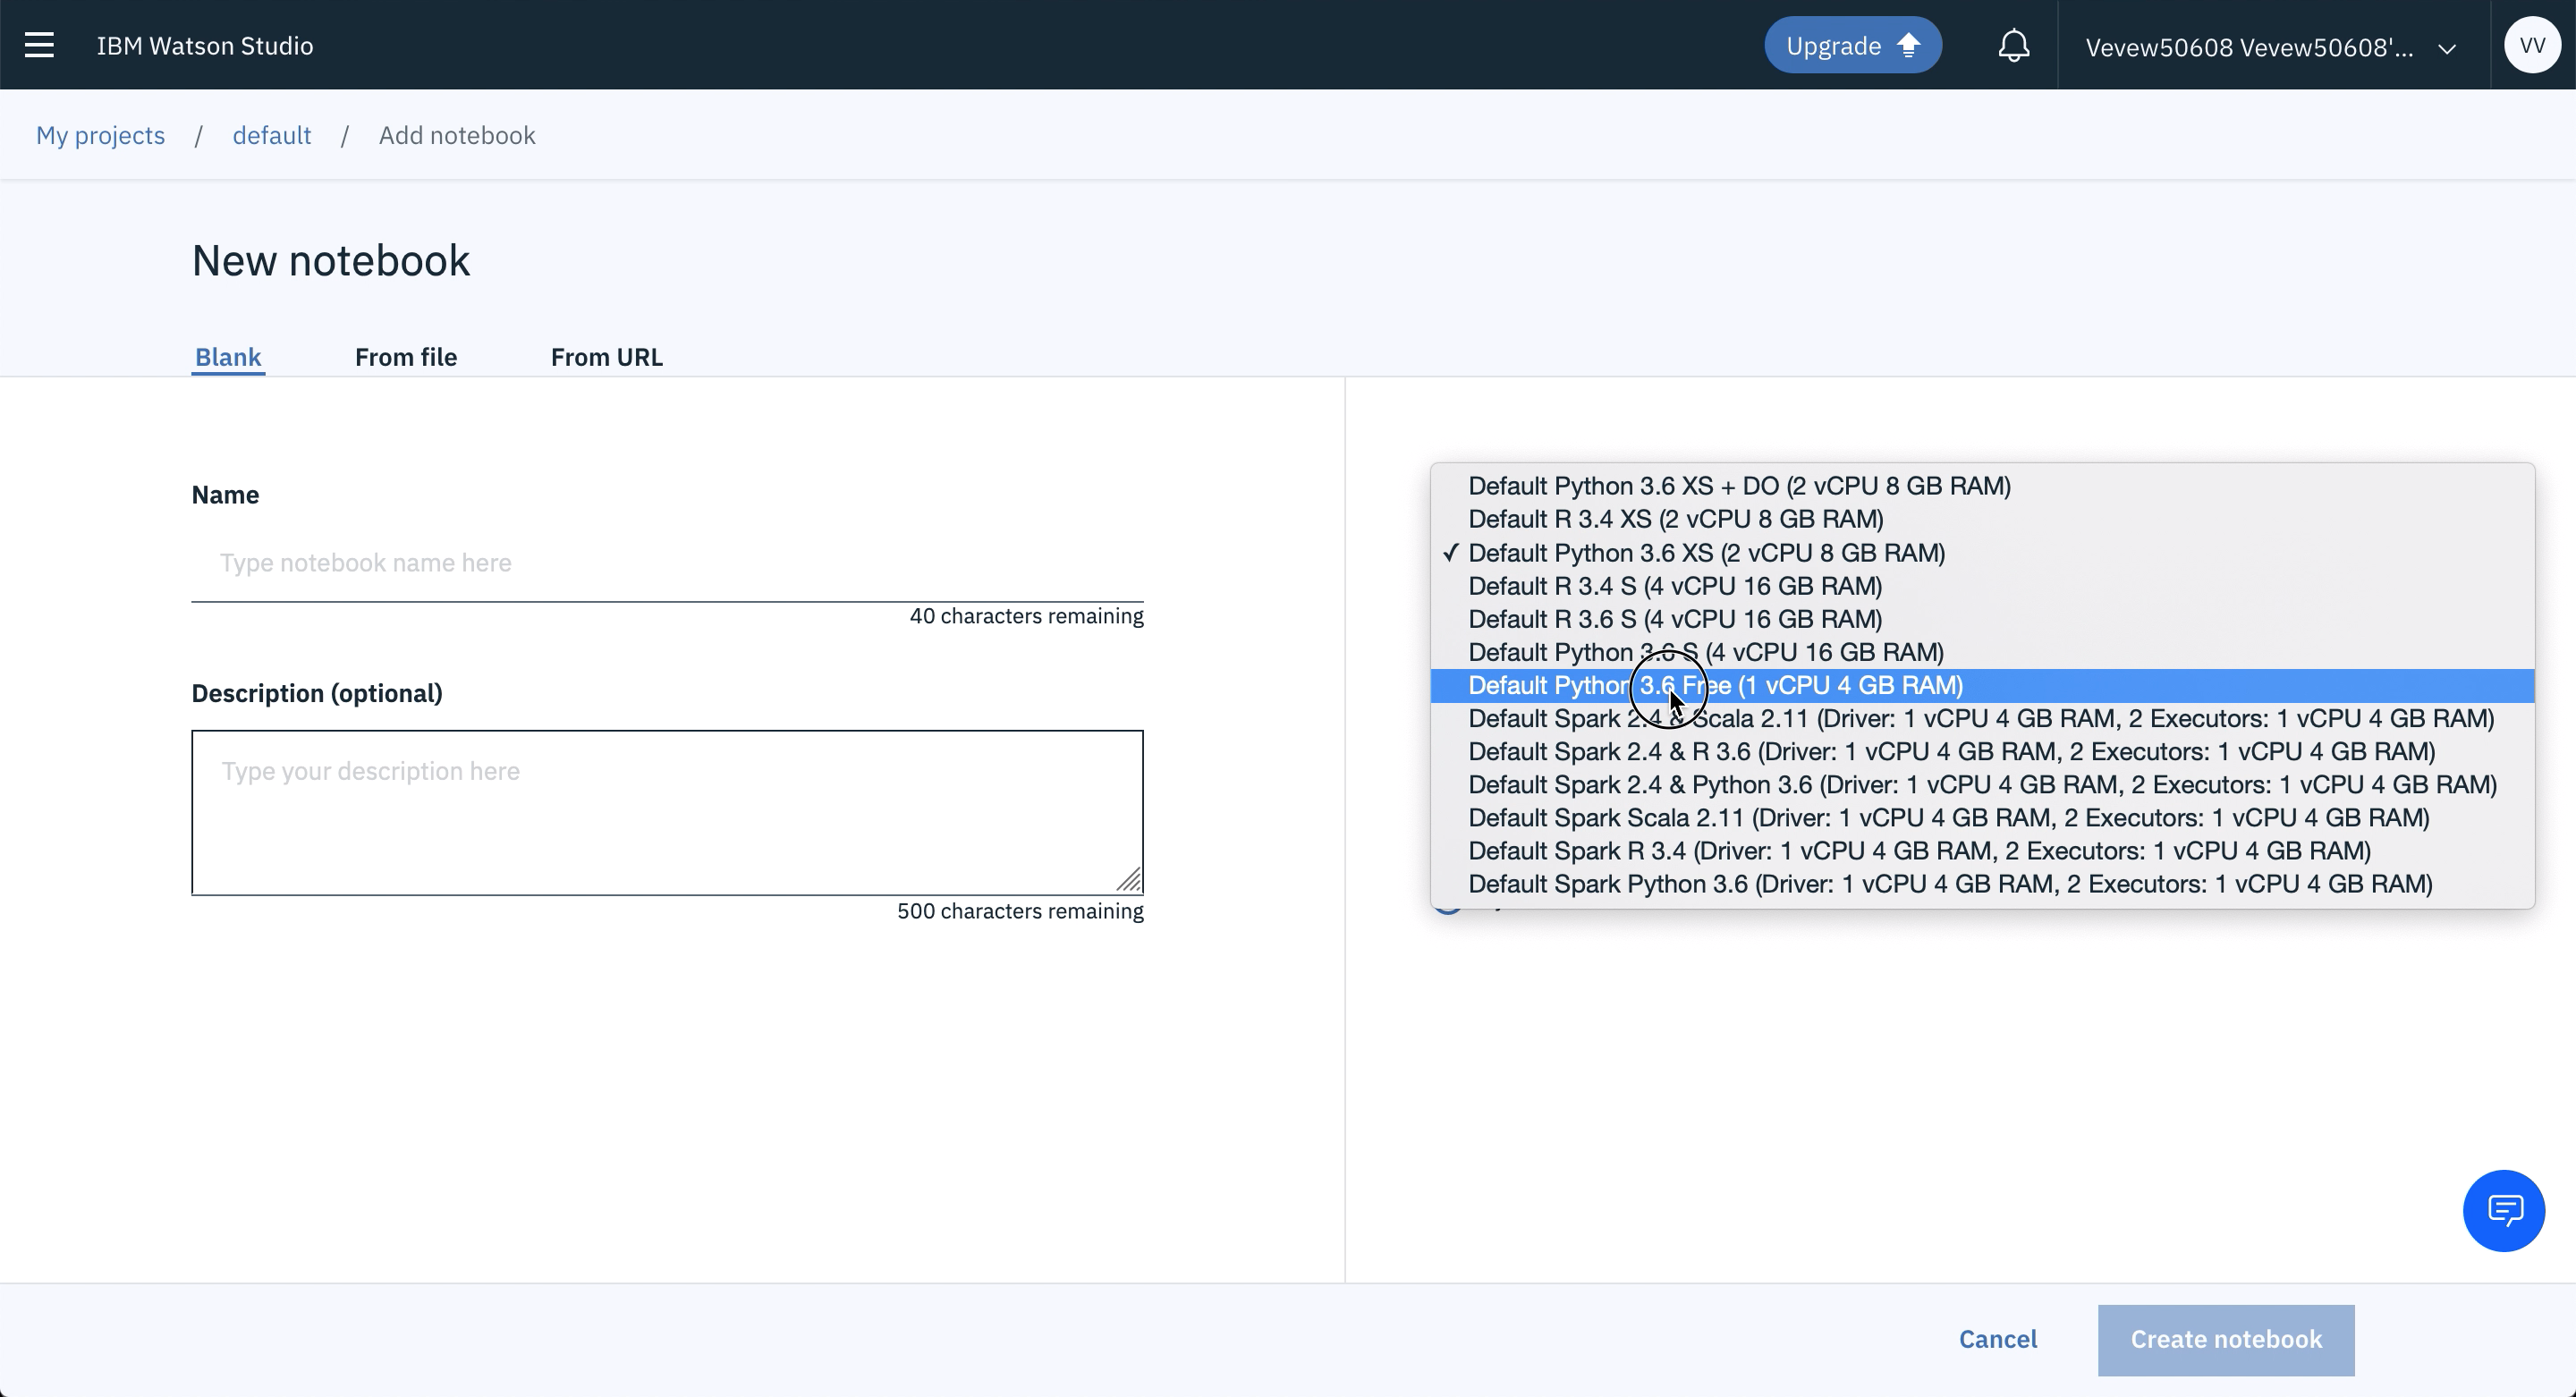 IBM Watson Studio
Upgrade
Vevew50608 Vevew50608'...
VV
My projects / default / Add notebook
New notebook
Blank
From file
From URL
Name
Type notebook name here
40 characters remaining
Description (optional)
Type your description here
500 characters remaining
Default Python 3.6 XS + DO (2 vCPU 8 GB RAM)
Default R 3.4 XS (2 vCPU 8 GB RAM)
✓ Default Python 3.6 XS (2 vCPU 8 GB RAM)
Default R 3.4 S (4 vCPU 16 GB RAM)
Default R 3.6 S (4 vCPU 16 GB RAM)
Default Python 3.6 S (4 vCPU 16 GB RAM)
Default Python 3.6 Free (1 vCPU 4 GB RAM)
Default Spark 2.4 & Scala 2.11 (Driver: 1 vCPU 4 GB RAM, 2 Executors: 1 vCPU 4 GB RAM)
Default Spark 2.4 & R 3.6 (Driver: 1 vCPU 4 GB RAM, 2 Executors: 1 vCPU 4 GB RAM)
Default Spark 2.4 & Python 3.6 (Driver: 1 vCPU 4 GB RAM, 2 Executors: 1 vCPU 4 GB RAM)
Default Spark Scala 2.11 (Driver: 1 vCPU 4 GB RAM, 2 Executors: 1 vCPU 4 GB RAM)
Default Spark R 3.4 (Driver: 1 vCPU 4 GB RAM, 2 Executors: 1 vCPU 4 GB RAM)
Default Spark Python 3.6 (Driver: 1 vCPU 4 GB RAM, 2 Executors: 1 vCPU 4 GB RAM)
Cancel
Create notebook